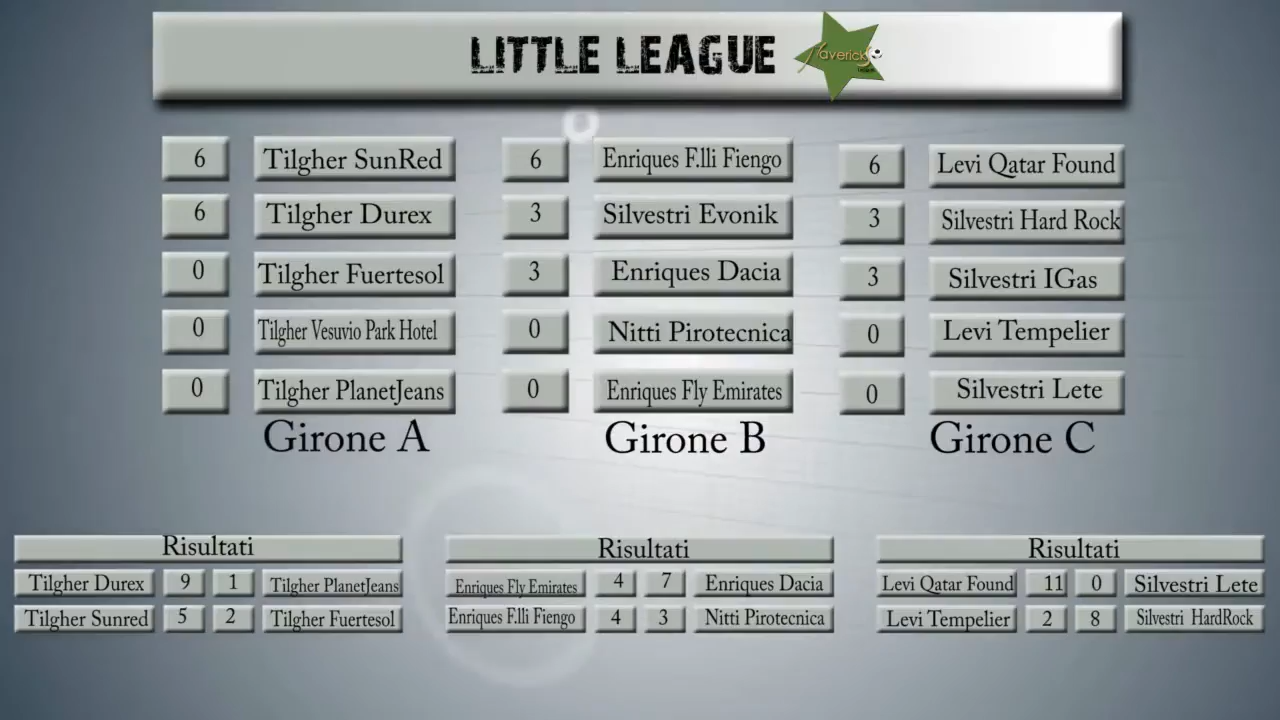 LITTLE LEAGUE Maverick
6 Tilgher SunRed
6 Tilgher Durex
0 Tilgher Fuertesol
0 Tilgher Vesuvio Park Hotel
0 Tilgher PlanetJeans
Girone A
6 Enriques F.lli Fiengo
3 Silvestri Evonik
3 Enriques Dacia
0 Nitti Pirotecnica
0 Enriques Fly Emirates
Girone B
6 Levi Qatar Found
3 Silvestri Hard Rock
3 Silvestri IGas
0 Levi Tempelier
0 Silvestri Lete
Girone C
Risultati
Tilgher Durex 9 1 Tilgher PlanetJeans
Tilgher Sunred 5 2 Tilgher Fuertesol
Risultati
Enriques Fly Emirates 4 7 Enriques Dacia
Enriques F.lli Fiengo 4 3 Nitti Pirotecnica
Risultati
Levi Qatar Found 11 0 Silvestri Lete
Levi Tempelier 2 8 Silvestri HardRock